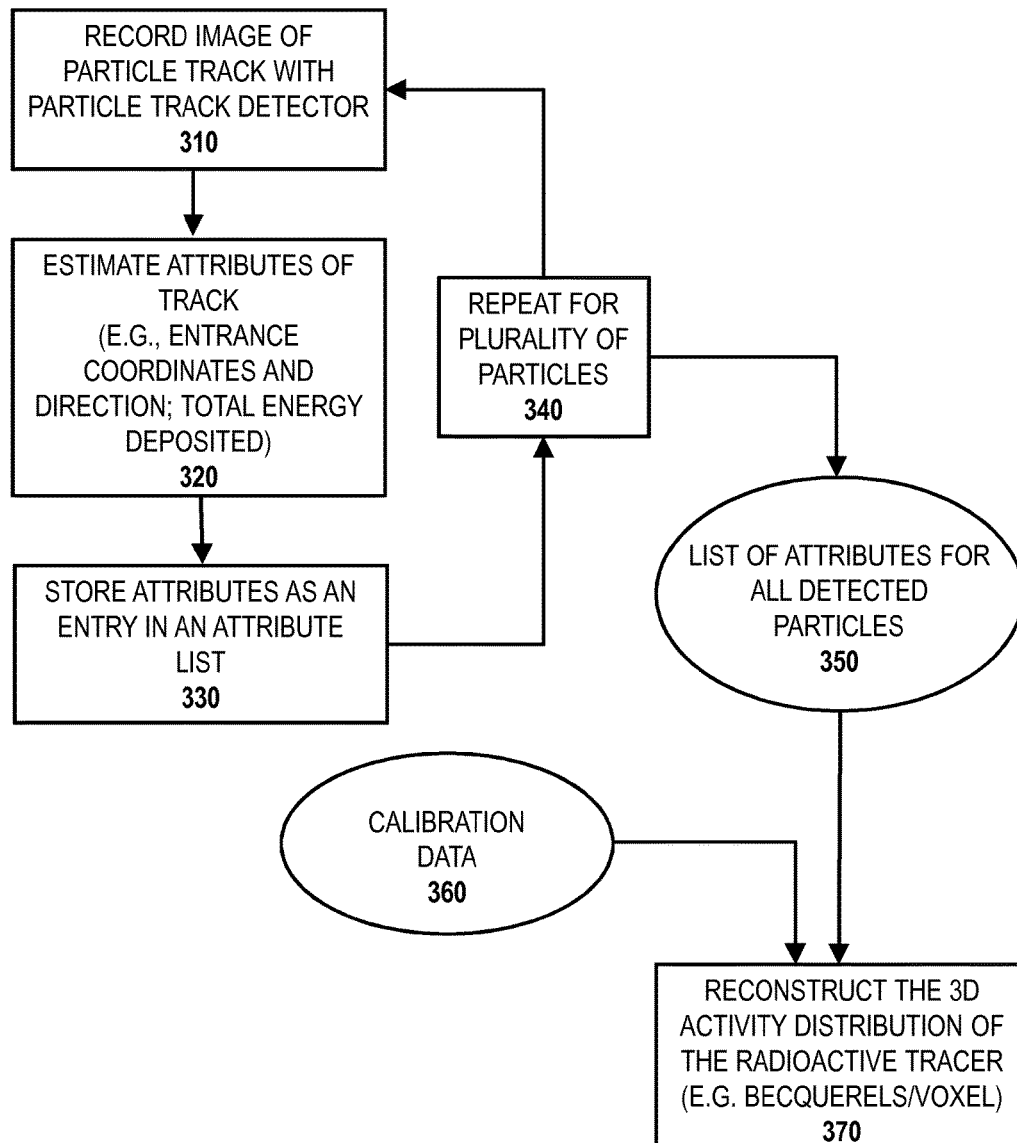 RECORD IMAGE OF
PARTICLE TRACK WITH
PARTICLE TRACK DETECTOR
310
ESTIMATE ATTRIBUTES OF
TRACK
(E.G., ENTRANCE
COORDINATES AND
DIRECTION; TOTAL ENERGY
DEPOSITED)
320
STORE ATTRIBUTES AS AN
ENTRY IN AN ATTRIBUTE
LIST
330
REPEAT FOR
PLURALITY OF
PARTICLES
340
LIST OF ATTRIBUTES FOR
ALL DETECTED
PARTICLES
350
CALIBRATION
DATA
360
RECONSTRUCT THE 3D
ACTIVITY DISTRIBUTION OF
THE RADIOACTIVE TRACER
(E.G. BECQUERELS/VOXEL)
370